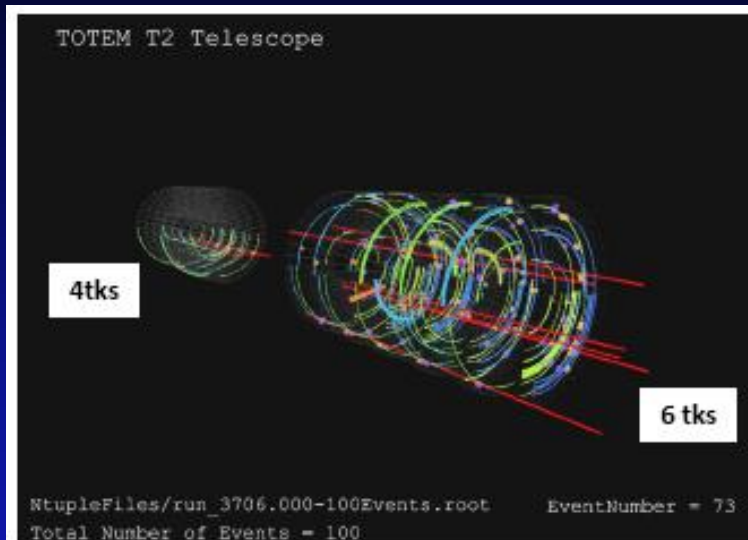 TOTEM T2 Telescope
4tks
6 tks
NtupleFiles/run_3706.000-100Events.root EventNumber = 73
Total Number of Events = 100